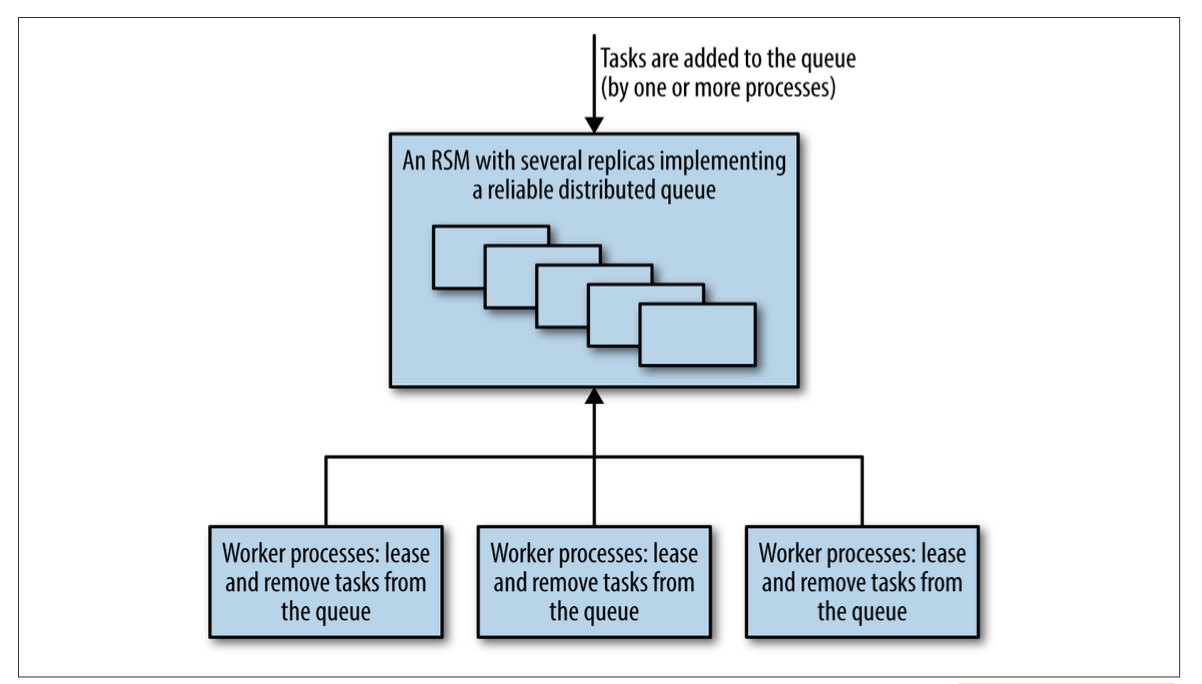 Tasks are added to the queue
(by one or more processes)
An RSM with several replicas implementing
a reliable distributed queue
Worker processes: lease
and remove tasks from
the queue
Worker processes: lease
and remove tasks from
the queue
Worker processes: lease
and remove tasks from
the queue